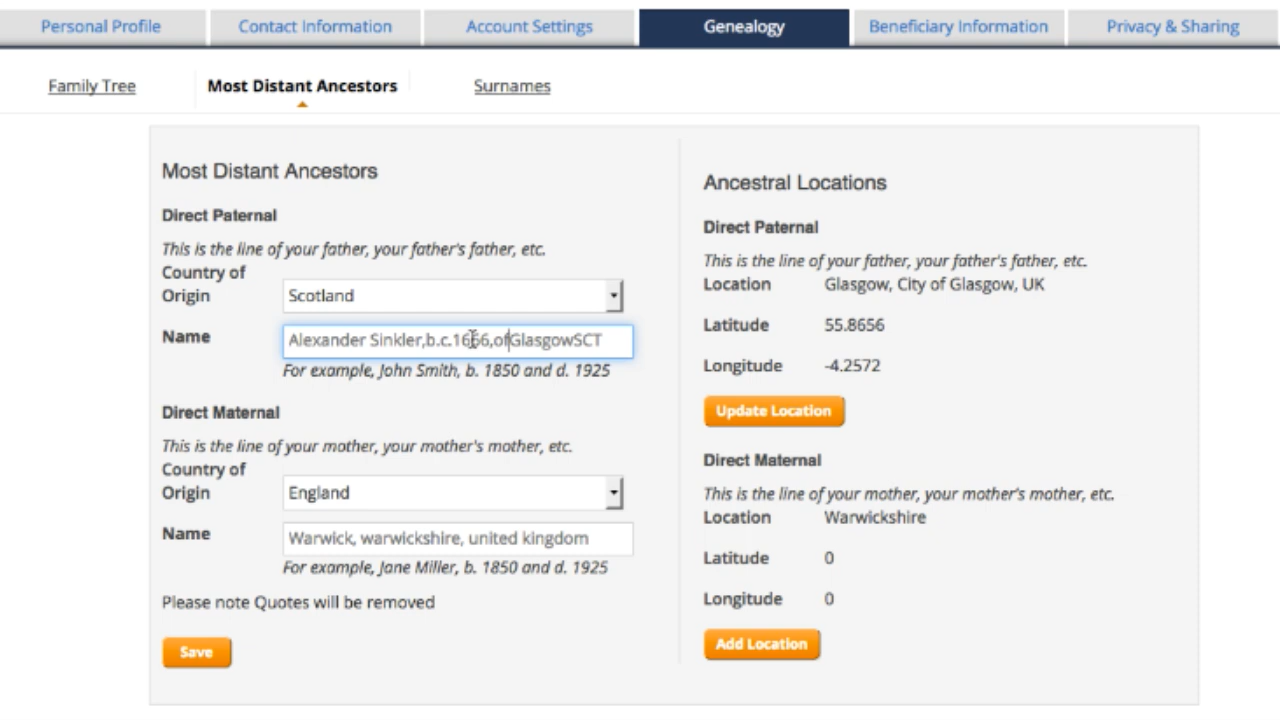 Personal Profile Contact Information Account Settings Genealogy Beneficiary Information Privacy & Sharing
Family Tree Most Distant Ancestors Surnames
Most Distant Ancestors
Direct Paternal
This is the line of your father, your father's father, etc.
Country of
Origin Scotland
Name Alexander Sinkler,b.c.1666,ofGlasgowSCT
For example, John Smith, b. 1850 and d. 1925
Direct Maternal
This is the line of your mother, your mother's mother, etc.
Country of
Origin England
Name Warwick, warwickshire, united kingdom
For example, Jane Miller, b. 1850 and d. 1925
Please note Quotes will be removed
Save
Ancestral Locations
Direct Paternal
This is the line of your father, your father's father, etc.
Location Glasgow, City of Glasgow, UK
Latitude 55.8656
Longitude -4.2572
Update Location
Direct Maternal
This is the line of your mother, your mother's mother, etc.
Location Warwickshire
Latitude 0
Longitude 0
Add Location